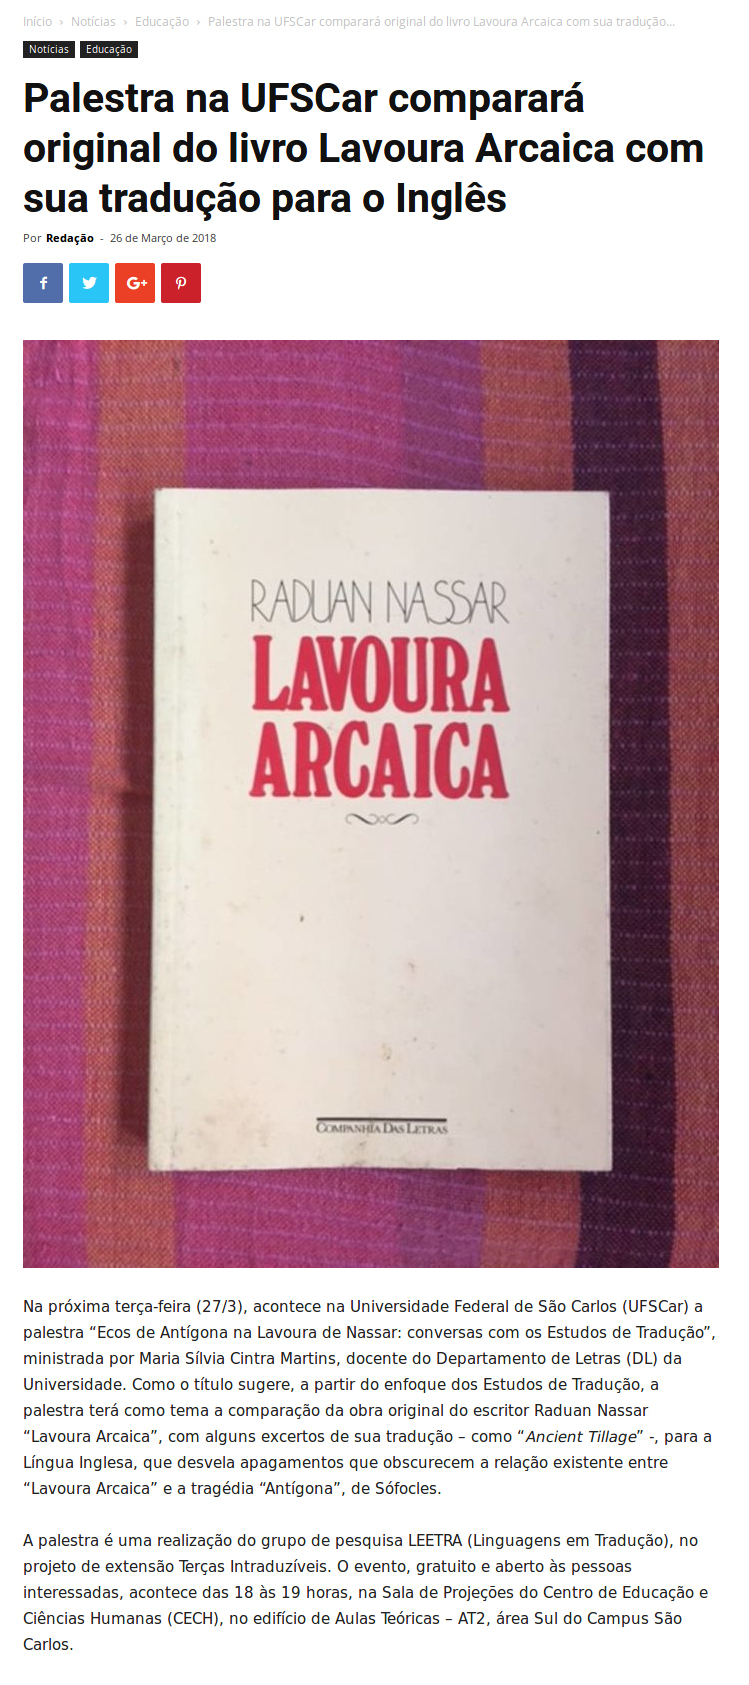 Início › Notícias › Educação › Palestra na UFSCar comparará original do livro Lavoura Arcaica com sua tradução...
Notícias Educação
Palestra na UFSCar comparará
original do livro Lavoura Arcaica com
sua tradução para o Inglês
Por Redação - 26 de Março de 2018
RADUAN NASSAR
LAVOURA
ARCAICA
COMPANHIA DAS LETRAS
Na próxima terça-feira (27/3), acontece na Universidade Federal de São Carlos (UFSCar) a
palestra “Ecos de Antígona na Lavoura de Nassar: conversas com os Estudos de Tradução”,
ministrada por Maria Sílvia Cintra Martins, docente do Departamento de Letras (DL) da
Universidade. Como o título sugere, a partir do enfoque dos Estudos de Tradução, a
palestra terá como tema a comparação da obra original do escritor Raduan Nassar
“Lavoura Arcaica”, com alguns excertos de sua tradução – como “Ancient Tillage” -, para a
Língua Inglesa, que desvela apagamentos que obscurecem a relação existente entre
“Lavoura Arcaica” e a tragédia “Antígona”, de Sófocles.
A palestra é uma realização do grupo de pesquisa LEETRA (Linguagens em Tradução), no
projeto de extensão Terças Intraduzíveis. O evento, gratuito e aberto às pessoas
interessadas, acontece das 18 às 19 horas, na Sala de Projeções do Centro de Educação e
Ciências Humanas (CECH), no edifício de Aulas Teóricas – AT2, área Sul do Campus São
Carlos.